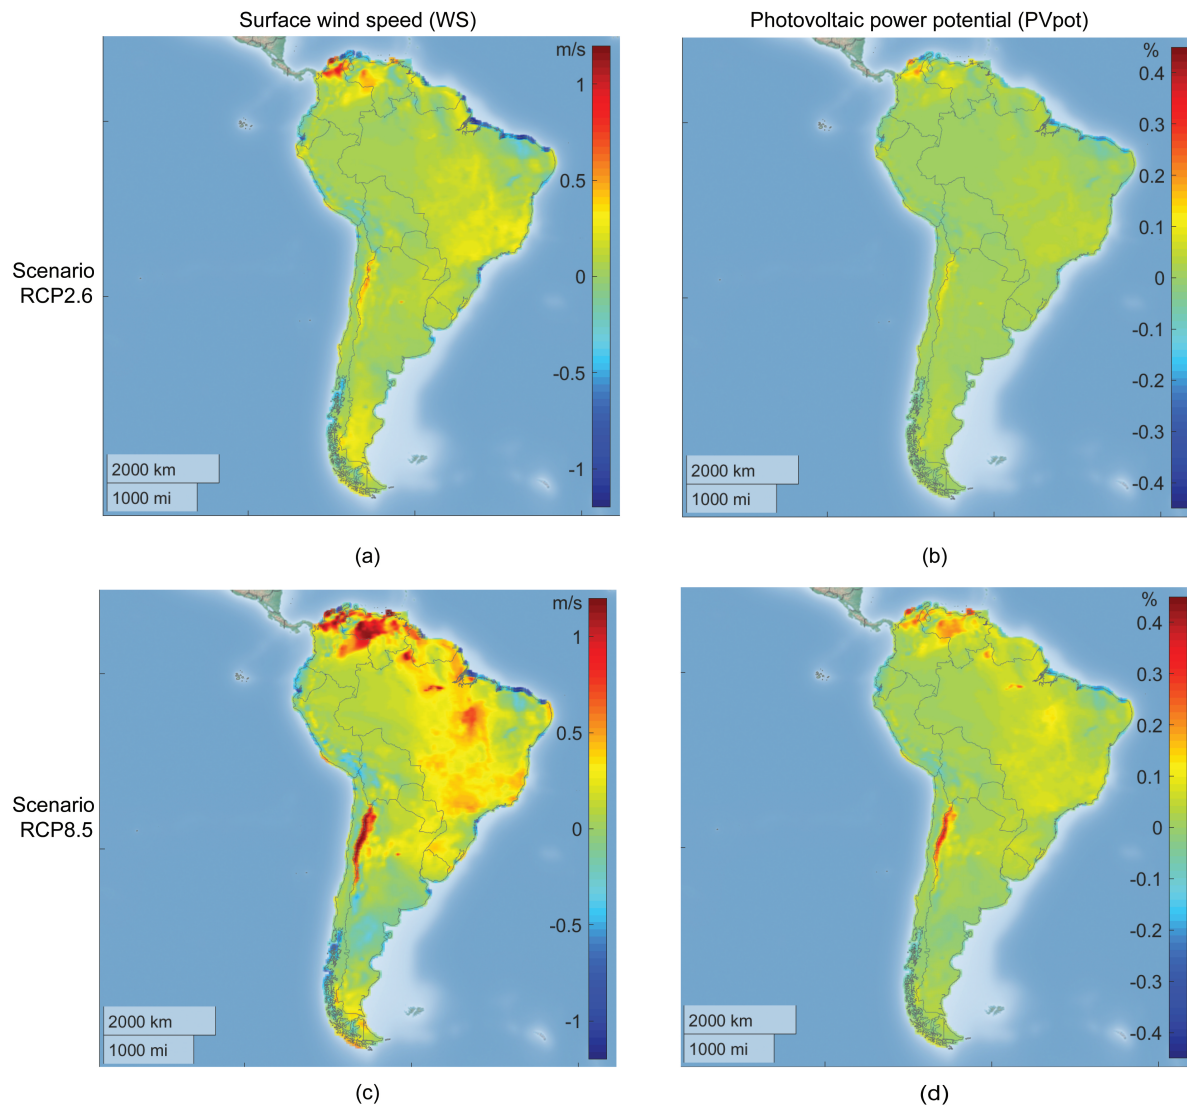 Surface wind speed (WS)
Photovoltaic power potential (PVpot)
m/s
1
0.5
0
-0.5
-1
2000 km
1000 mi
%
0.4
0.3
0.2
0.1
0
-0.1
-0.2
-0.3
-0.4
2000 km
1000 mi
Scenario
RCP2.6
(a)
(b)
m/s
1
0.5
0
-0.5
-1
2000 km
1000 mi
%
0.4
0.3
0.2
0.1
0
-0.1
-0.2
-0.3
-0.4
2000 km
1000 mi
Scenario
RCP8.5
(c)
(d)